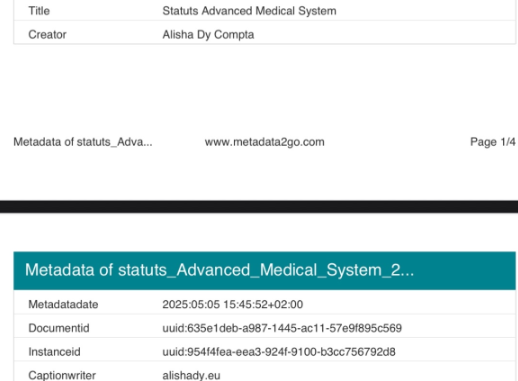 Title Statuts Advanced Medical System
Creator Alisha Dy Compta
Metadata of statuts_Adva... www.metadata2go.com Page 1/4
Metadata of statuts_Advanced_Medical_System_2...
Metadatadate 2025:05:05 15:45:52+02:00
Documentid uuid:635e1deb-a987-1445-ac11-57e9f895c569
Instanceid uuid:954f4fea-eea3-924f-9100-b3cc756792d8
Captionwriter alishady.eu